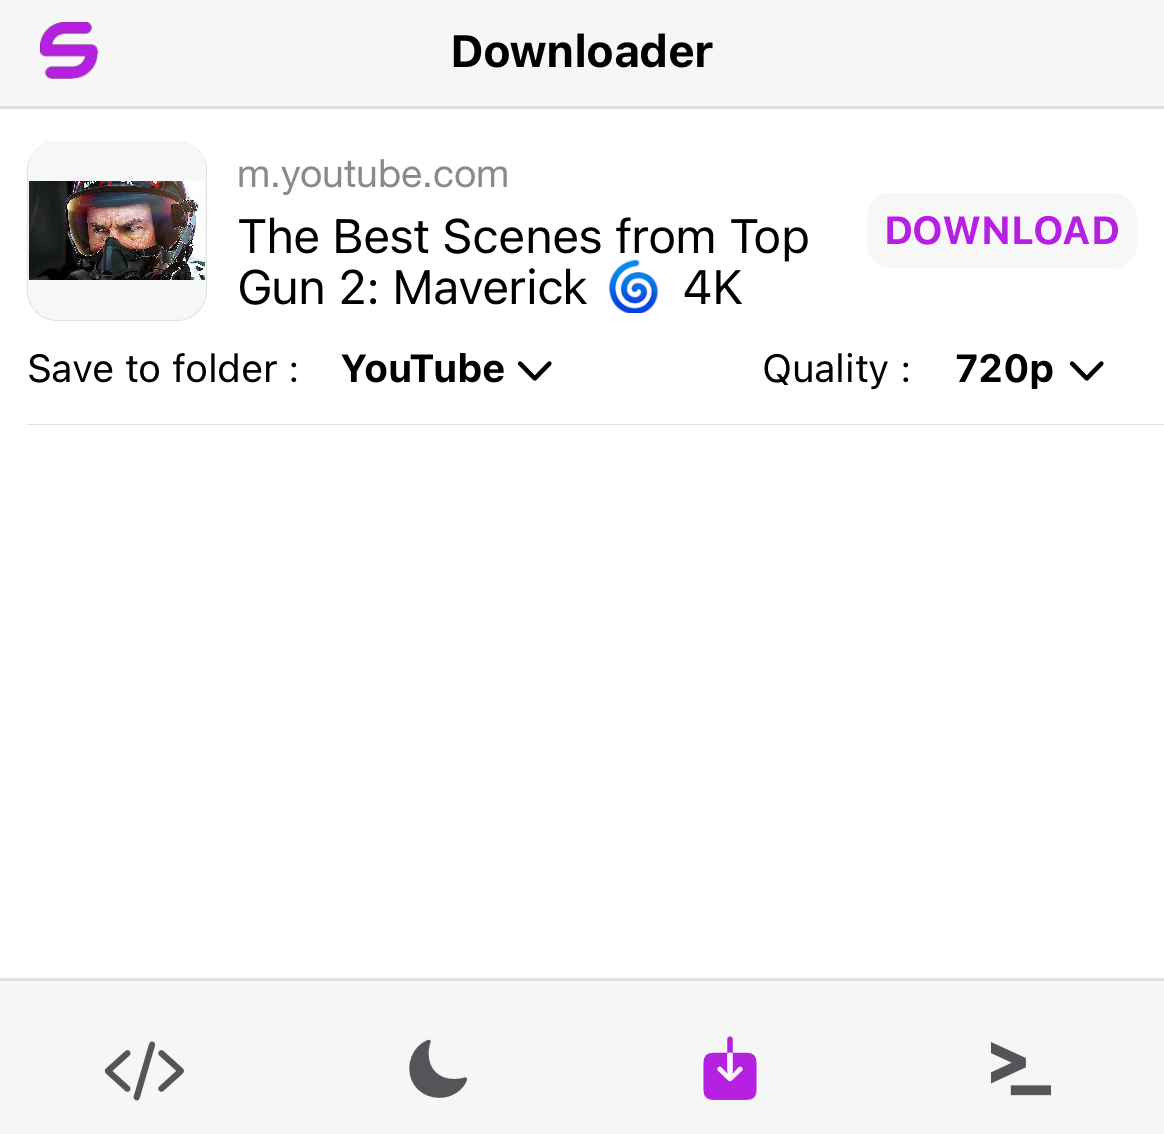 Downloader
m.youtube.com
The Best Scenes from Top
Gun 2: Maverick 🌀 4K
DOWNLOAD
Save to folder : YouTube
Quality : 720p